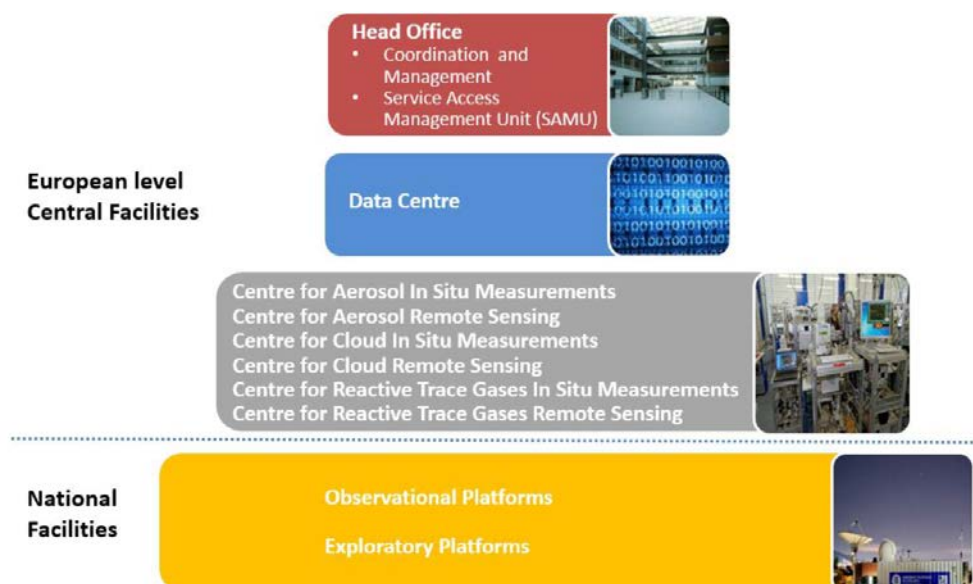 Head Office
• Coordination and
Management
• Service Access
Management Unit (SAMU)
European level
Central Facilities
Data Centre
Centre for Aerosol In Situ Measurements
Centre for Aerosol Remote Sensing
Centre for Cloud In Situ Measurements
Centre for Cloud Remote Sensing
Centre for Reactive Trace Gases In Situ Measurements
Centre for Reactive Trace Gases Remote Sensing
National
Facilities
Observational Platforms
Exploratory Platforms